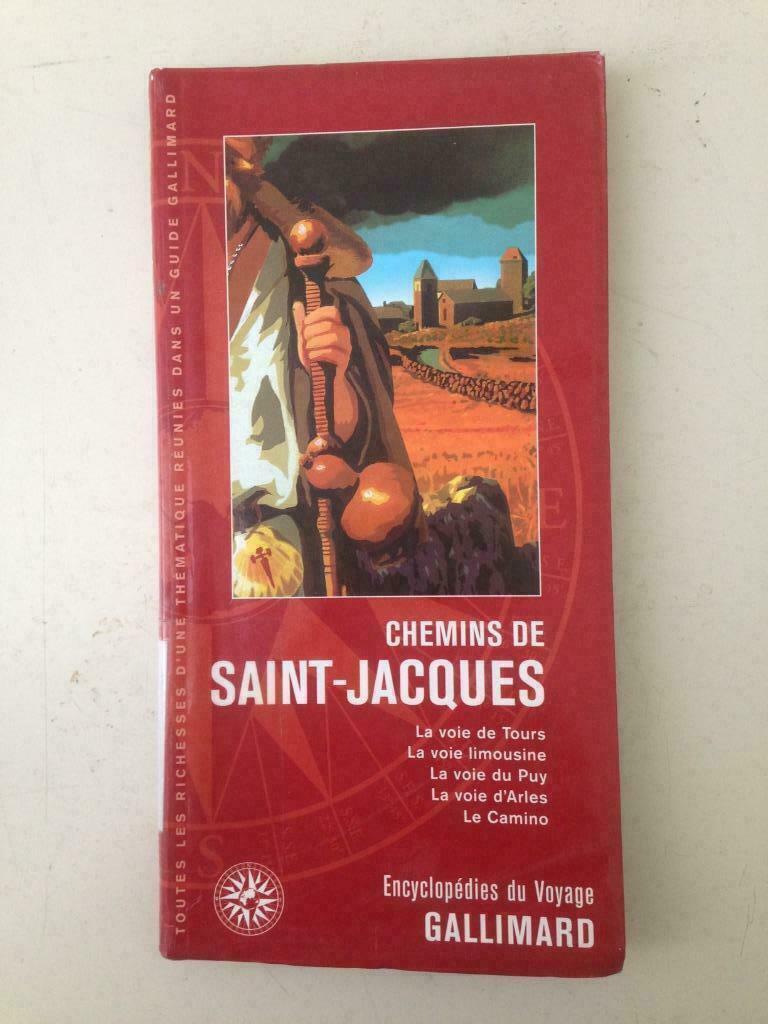 TOUTES LES RICHESSES D'UNE THÉMATIQUE RÉUNIES DANS UN GUIDE GALLIMARD
CHEMINS DE
SAINT-JACQUES
La voie de Tours
La voie limousine
La voie du Puy
La voie d'Arles
Le Camino
Encyclopédies du Voyage
GALLIMARD
N
E
S